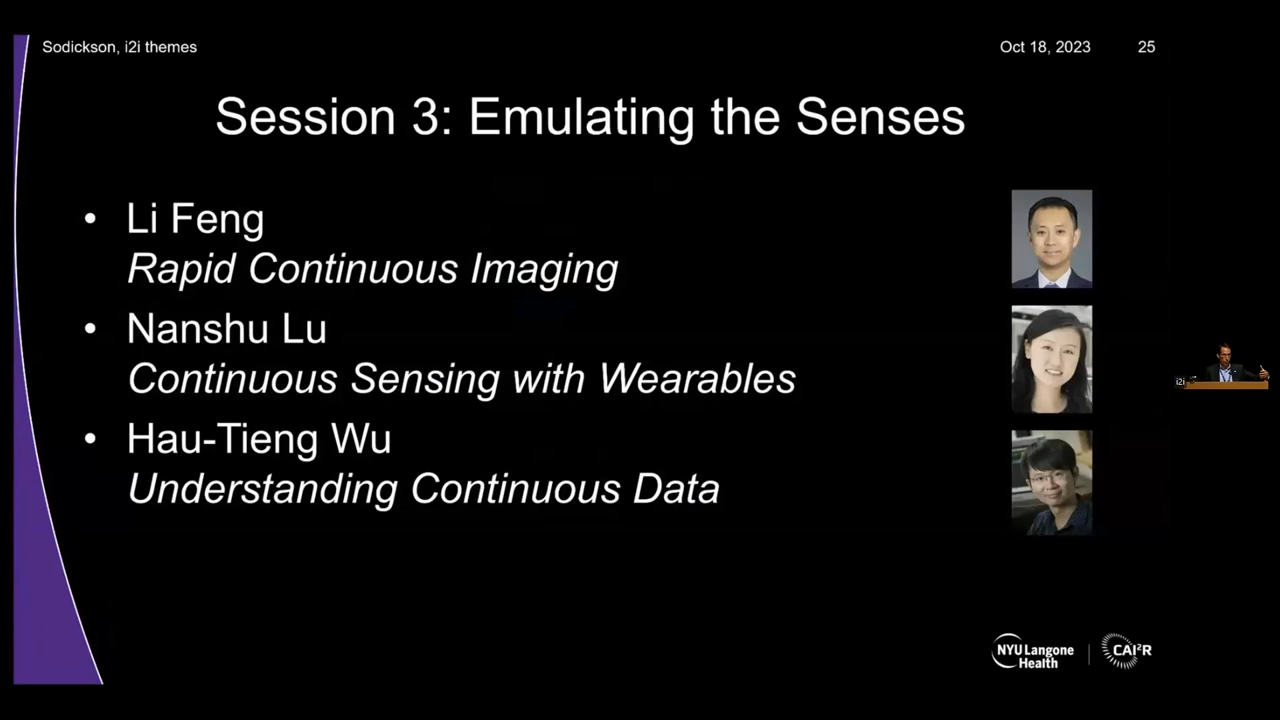 Sodickson, i2i themes
Oct 18, 2023
25
Session 3: Emulating the Senses
• Li Feng
Rapid Continuous Imaging
• Nanshu Lu
Continuous Sensing with Wearables
• Hau-Tieng Wu
Understanding Continuous Data
i2i
NYU Langone
Health
CAI²R